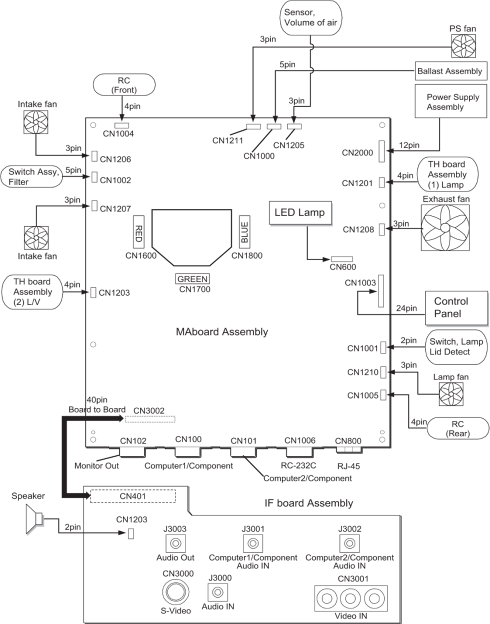 Sensor,
Volume of air
PS fan
3pin
5pin
Ballast Assembly
RC
(Front)
3pin
Power Supply
Assembly
Intake fan
4pin
CN1004
CN1211
CN1000
CN1205
12pin
CN2000
3pin
CN1206
TH board
Assembly
(1) Lamp
Switch Assy,
Filter
5pin
CN1002
4pin
CN1201
Exhaust fan
3pin
CN1207
LED Lamp
RED
BLUE
3pin
CN1208
Intake fan
CN1600
CN1800
CN600
GREEN
CN1700
CN1003
TH board
Assembly
(2) L/V
4pin
CN1203
Control
Panel
24pin
MAboard Assembly
2pin
Switch, Lamp
Lid Detect
CN1001
3pin
CN1210
Lamp fan
CN1005
40pin
Board to Board
CN3002
4pin
RC
(Rear)
CN102
CN100
CN101
CN1006
CN800
Monitor Out
Computer1/Component
RC-232C
RJ-45
Computer2/Component
Speaker
CN401
IF board Assembly
CN1203
2pin
J3003
J3001
J3002
Audio Out
Computer1/Component
Audio IN
Computer2/Component
Audio IN
CN3000
J3000
CN3001
S-Video
Audio IN
Video IN